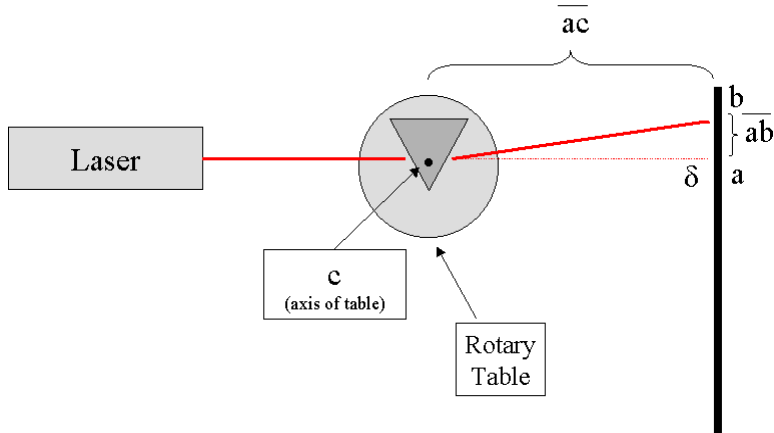 ac
b
ab
Laser
δ
a
c
(axis of table)
Rotary
Table